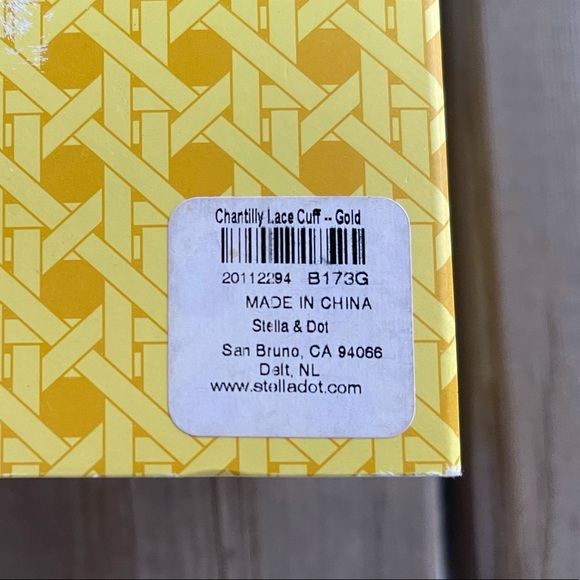 Chantilly Lace Cuff -- Gold
20112294 B173G
MADE IN CHINA
Stella & Dot
San Bruno, CA 94066
Delt, NL
www.stelladot.com